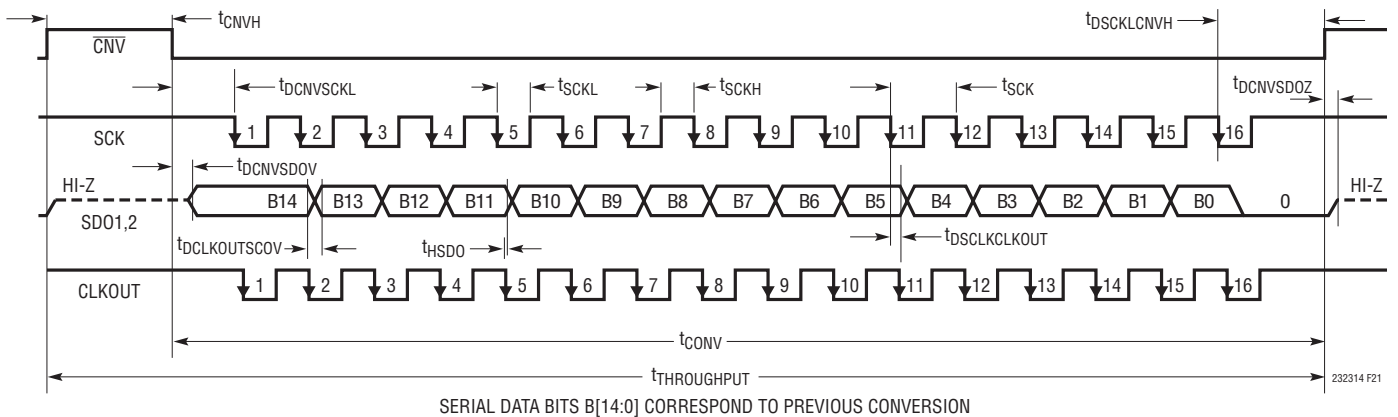 tCNVH
tDSCKLCNVH
CNV
tDCNVSCKL
tSCKL
tSCKH
tSCK
tDCNVSDOZ
SCK
1 2 3 4 5 6 7 8 9 10 11 12 13 14 15 16
tDCNVSDOV
HI-Z
B14 B13 B12 B11 B10 B9 B8 B7 B6 B5 B4 B3 B2 B1 B0 0
HI-Z
SDO1,2
tDCLKOUTSCOV
tHSDO
tDSCLKCLKOUT
CLKOUT
1 2 3 4 5 6 7 8 9 10 11 12 13 14 15 16
tCONV
tTHROUGHPUT
232314 F21
SERIAL DATA BITS B[14:0] CORRESPOND TO PREVIOUS CONVERSION